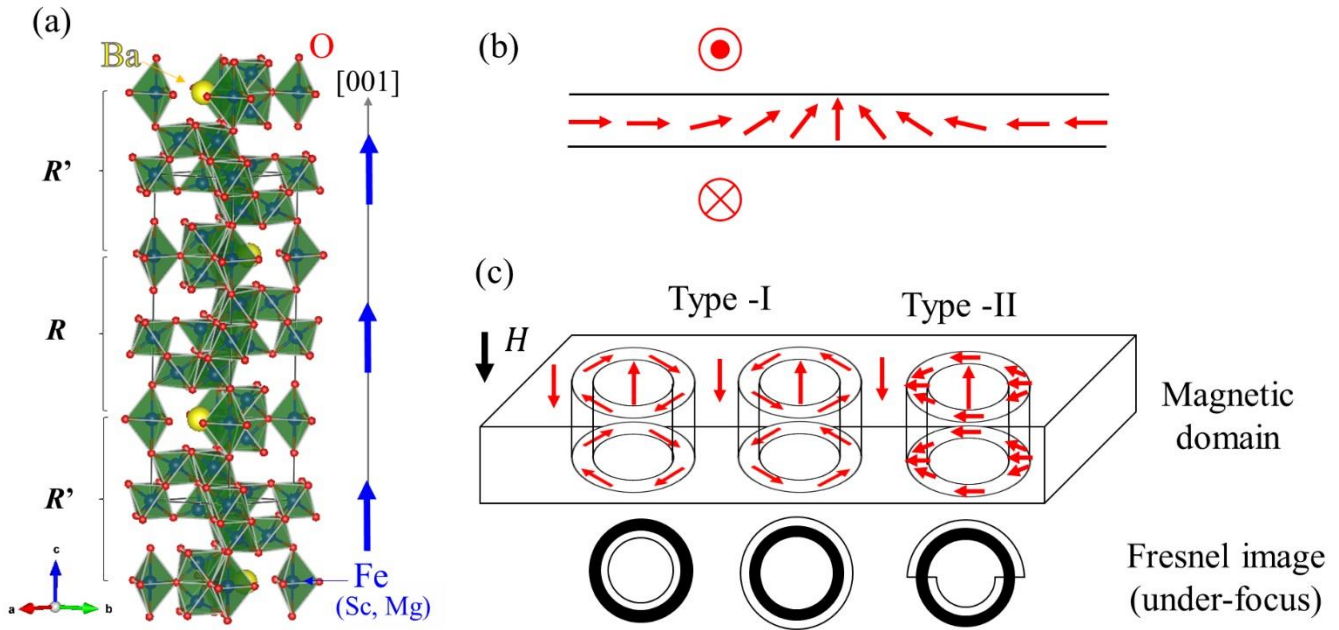 (a)
Ba
O
[001]
R’
R
R’
Fe
(Sc, Mg)
c
a
b
(b)
(c)
Type -I
Type -II
H
Magnetic
domain
Fresnel image
(under-focus)